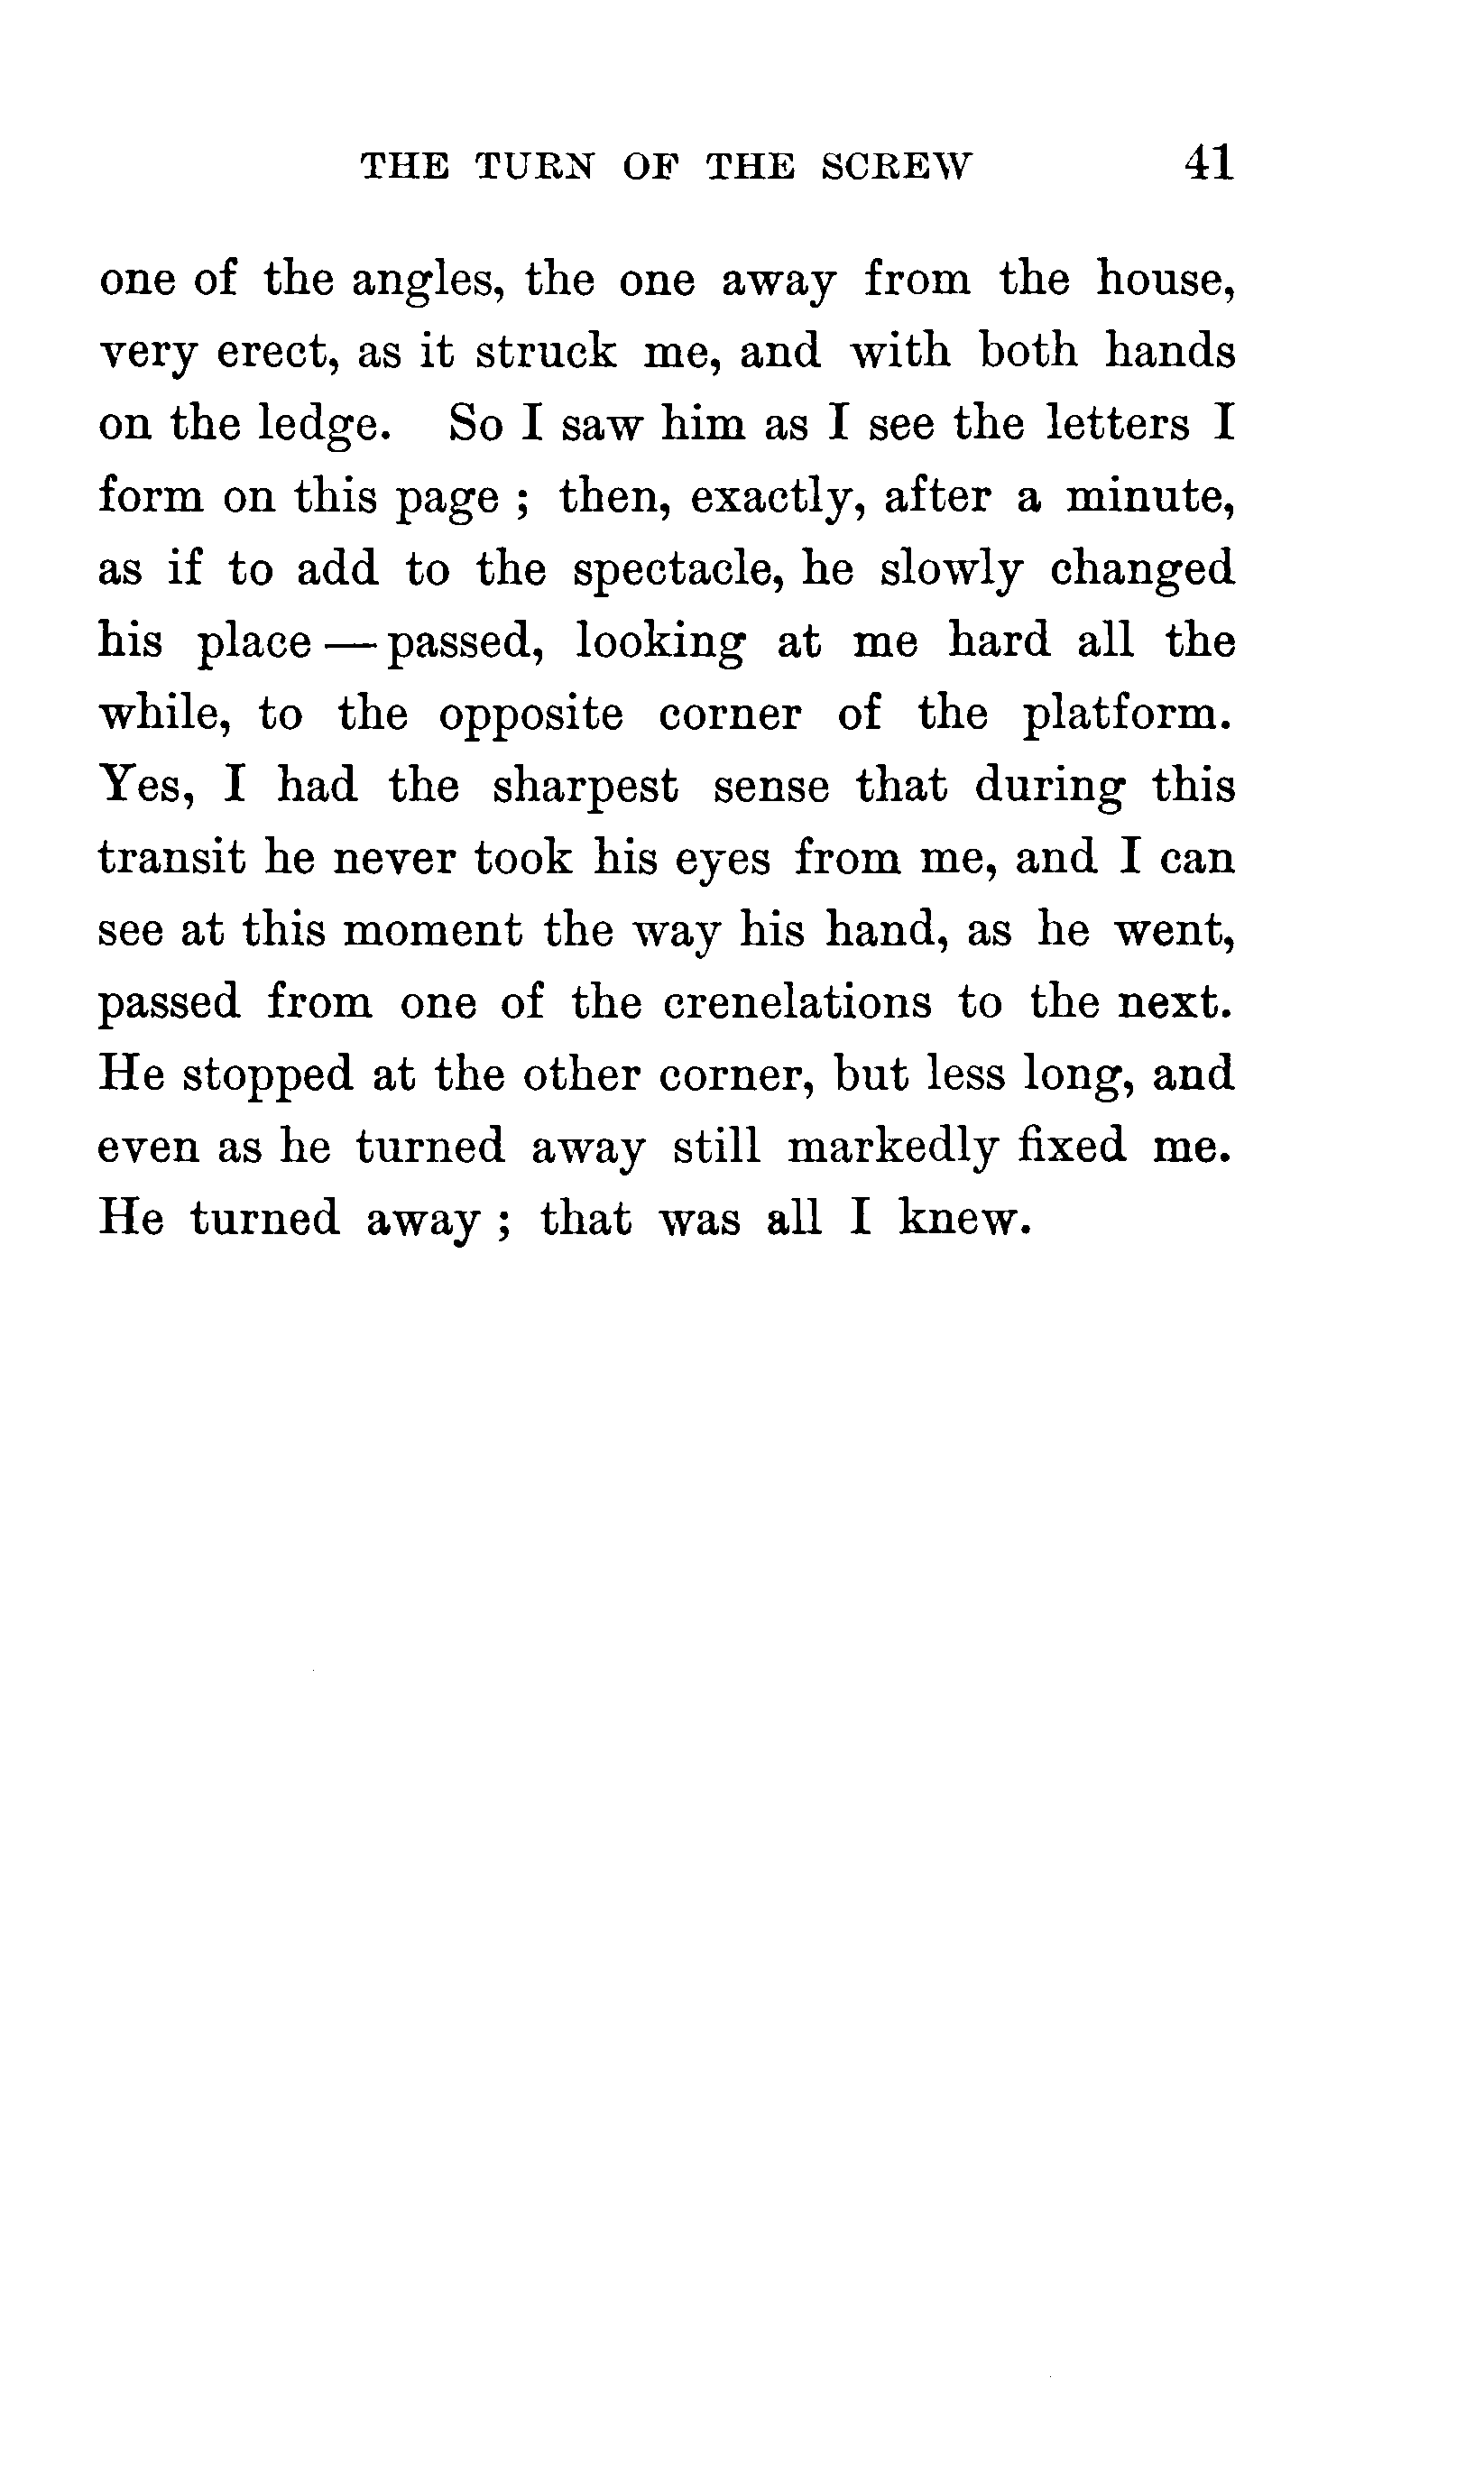 THE TURN OF THE SCREW 41
one of the angles, the one away from the house,
very erect, as it struck me, and with both hands
on the ledge. So I saw him as I see the letters I
form on this page ; then, exactly, after a minute,
as if to add to the spectacle, he slowly changed
his place — passed, looking at me hard all the
while, to the opposite corner of the platform.
Yes, I had the sharpest sense that during this
transit he never took his eyes from me, and I can
see at this moment the way his hand, as he went,
passed from one of the crenelations to the next.
He stopped at the other corner, but less long, and
even as he turned away still markedly fixed me.
He turned away ; that was all I knew.